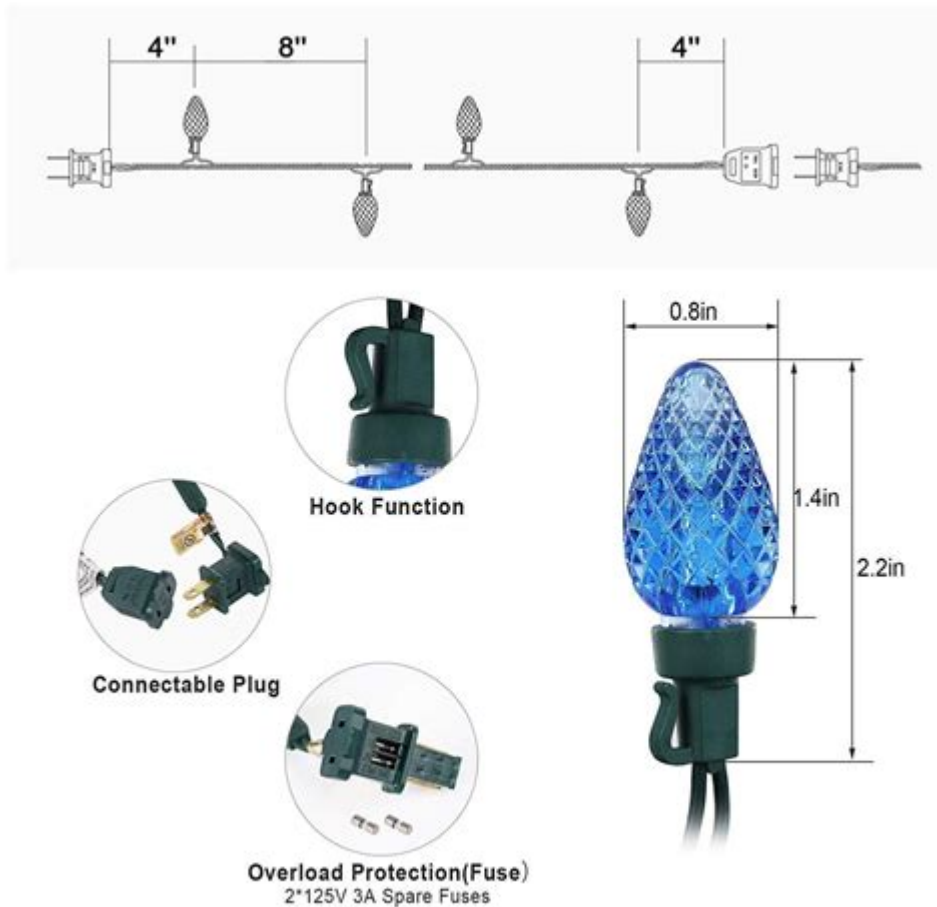 4" 8" 4"
0.8in
1.4in
Hook Function
2.2in
Connectable Plug
Overload Protection(Fuse）
2*125V 3A Spare Fuses